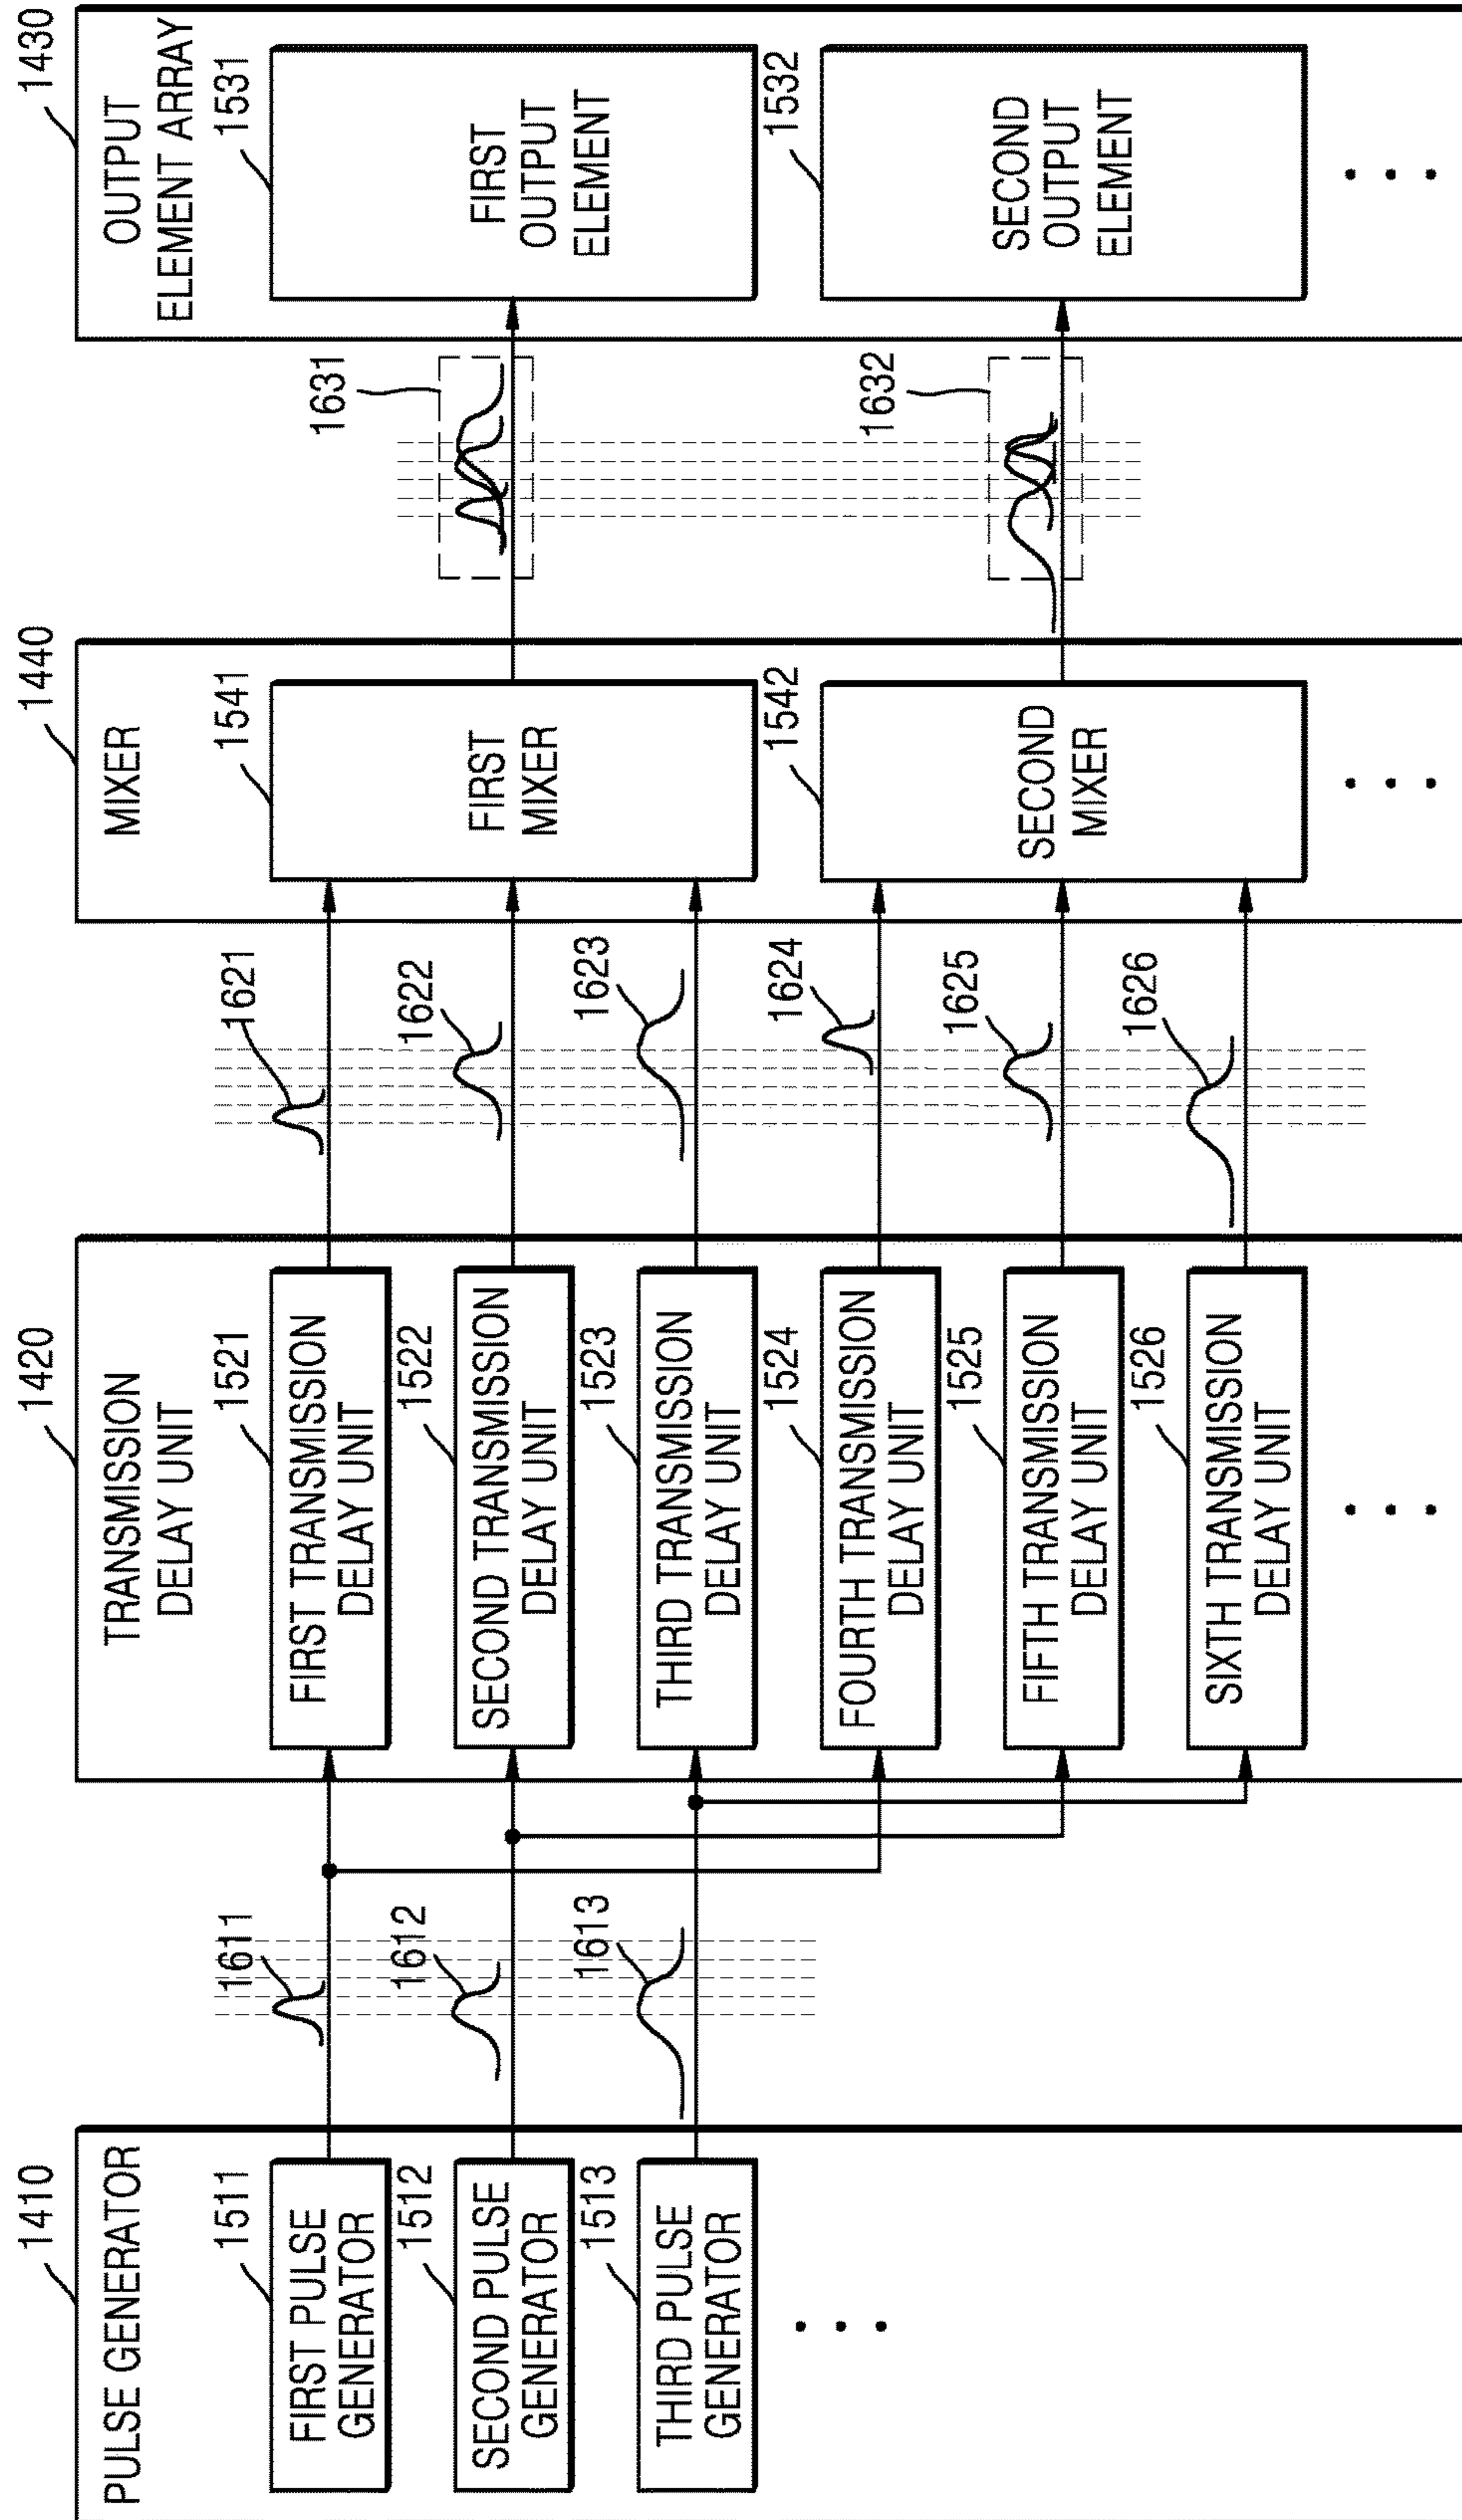 1410
PULSE GENERATOR
1511
FIRST PULSE
GENERATOR
1512
SECOND PULSE
GENERATOR
1513
THIRD PULSE
GENERATOR
1611
1612
1613
1420
TRANSMISSION
DELAY UNIT
1521
FIRST TRANSMISSION
DELAY UNIT
1522
SECOND TRANSMISSION
DELAY UNIT
1523
THIRD TRANSMISSION
DELAY UNIT
1524
FOURTH TRANSMISSION
DELAY UNIT
1525
FIFTH TRANSMISSION
DELAY UNIT
1526
SIXTH TRANSMISSION
DELAY UNIT
1621
1622
1623
1624
1625
1626
1440
MIXER
1541
FIRST
MIXER
1542
SECOND
MIXER
1631
1632
1430
OUTPUT
ELEMENT ARRAY
1531
FIRST
OUTPUT
ELEMENT
1532
SECOND
OUTPUT
ELEMENT